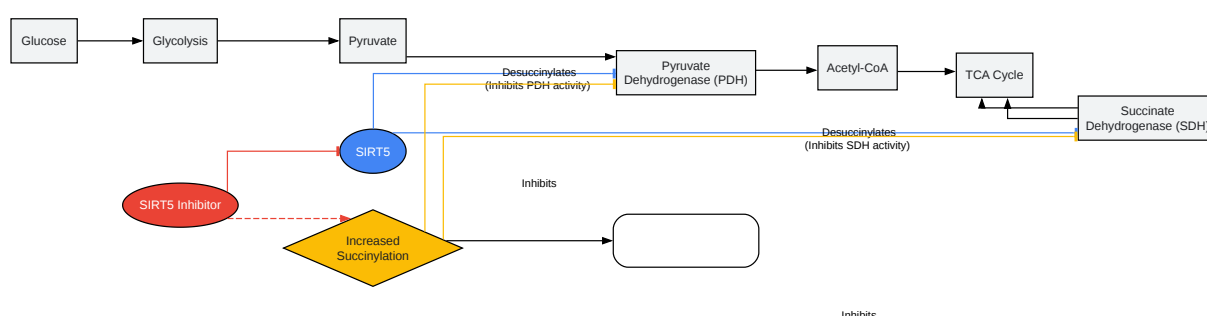 Glucose
Glycolysis
Pyruvate
Pyruvate
Dehydrogenase (PDH)
Acetyl-CoA
TCA Cycle
Succinate
Dehydrogenase (SDH)
Desuccinylates
(Inhibits PDH activity)
Desuccinylates
(Inhibits SDH activity)
SIRT5
Inhibits
SIRT5 Inhibitor
Increased
Succinylation
Inhibits